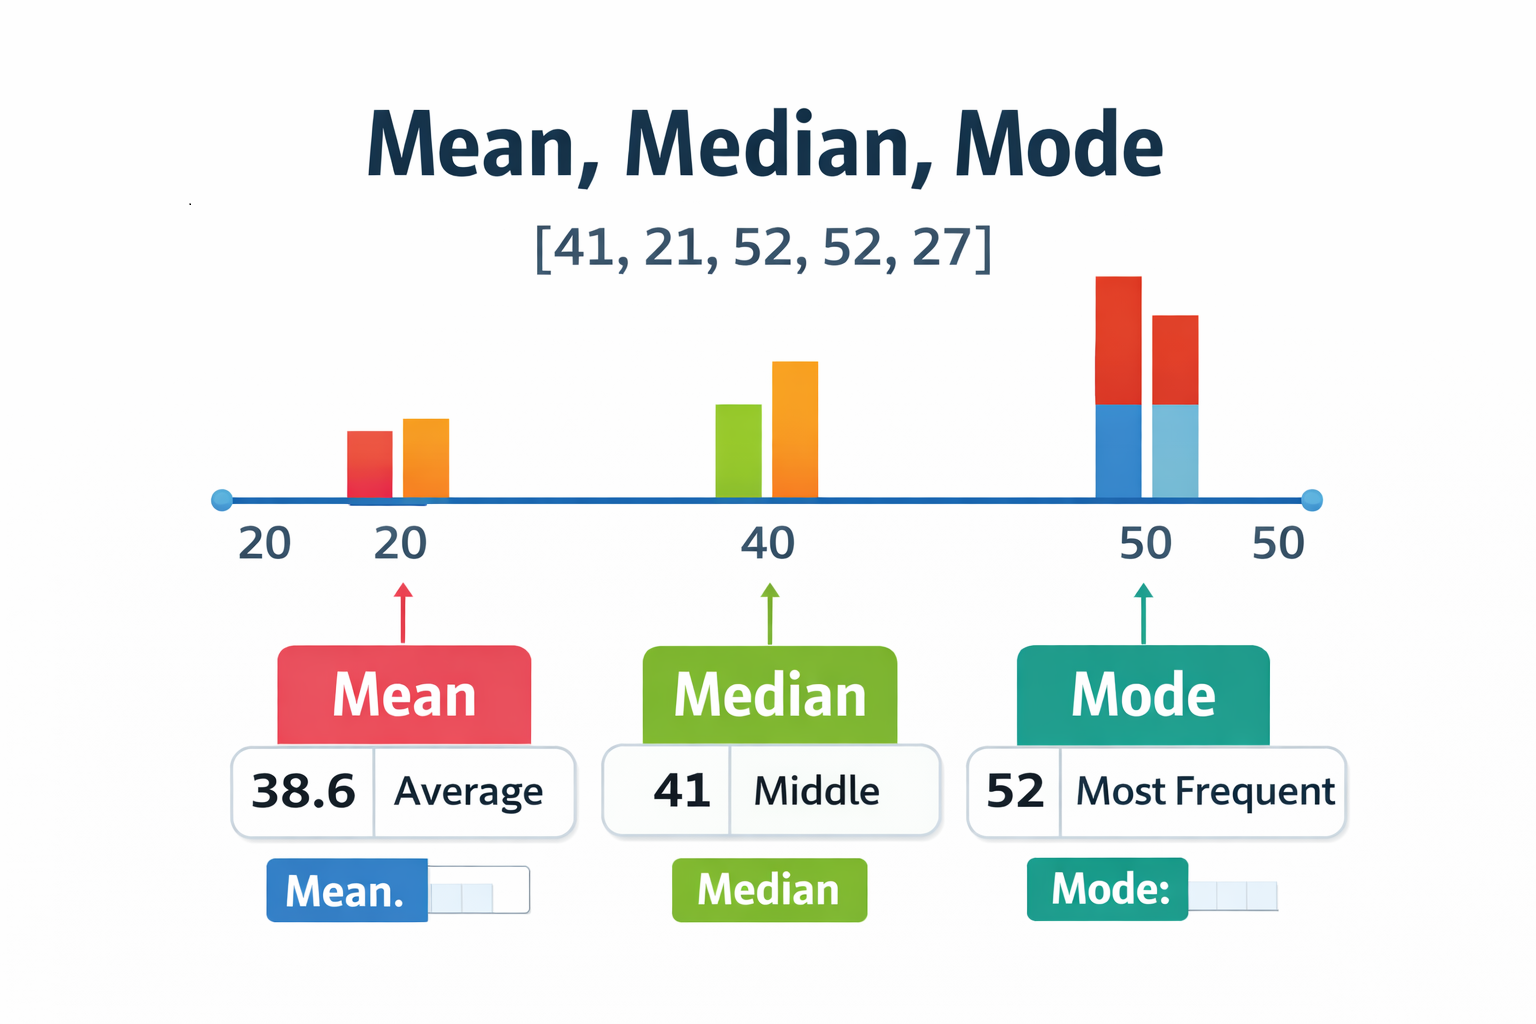 Mean, Median, Mode
[41, 21, 52, 52, 27]
20 20 40 50 50
Mean Median Mode
38.6 Average 41 Middle 52 Most Frequent
Mean. Median Mode: